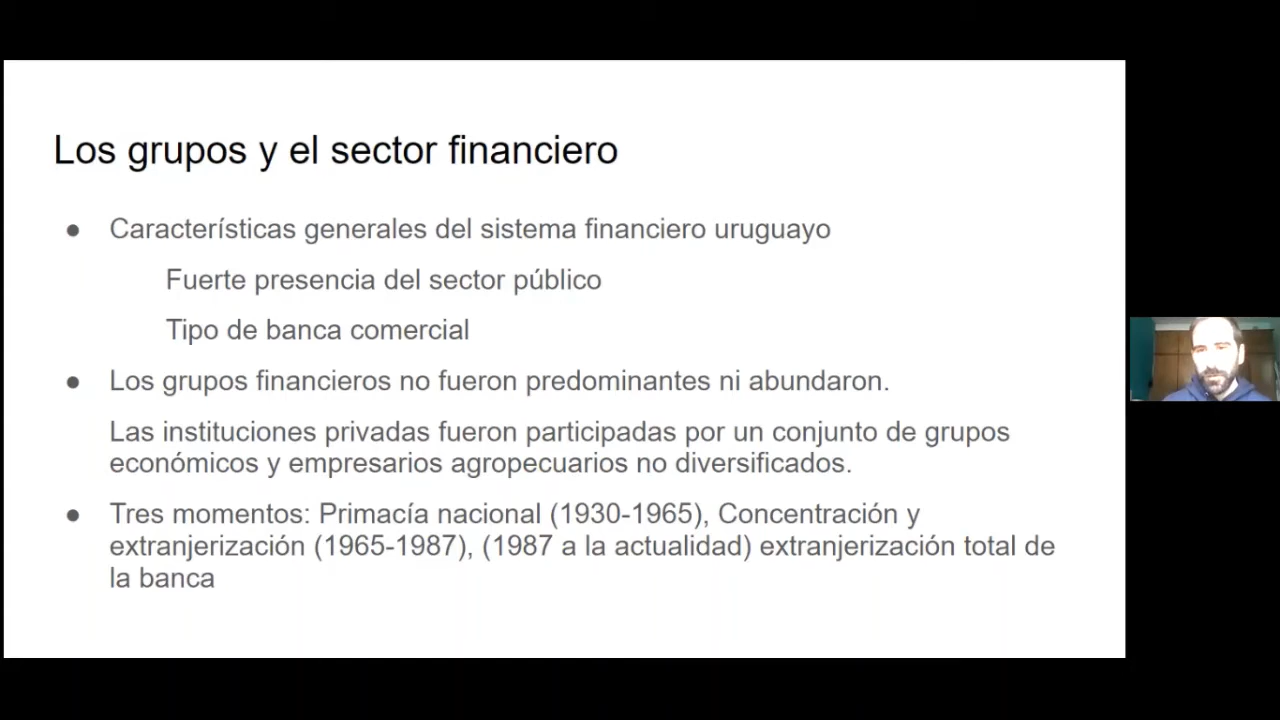 Los grupos y el sector financiero
● Características generales del sistema financiero uruguayo
Fuerte presencia del sector público
Tipo de banca comercial
● Los grupos financieros no fueron predominantes ni abundaron.
Las instituciones privadas fueron participadas por un conjunto de grupos
económicos y empresarios agropecuarios no diversificados.
● Tres momentos: Primacía nacional (1930-1965), Concentración y
extranjerización (1965-1987), (1987 a la actualidad) extranjerización total de
la banca